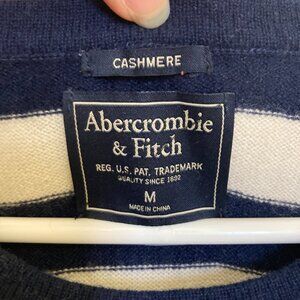 CASHMERE
Abercrombie
& Fitch
REG. U.S. PAT. TRADEMARK
QUALITY SINCE 1892
M
MADE IN CHINA